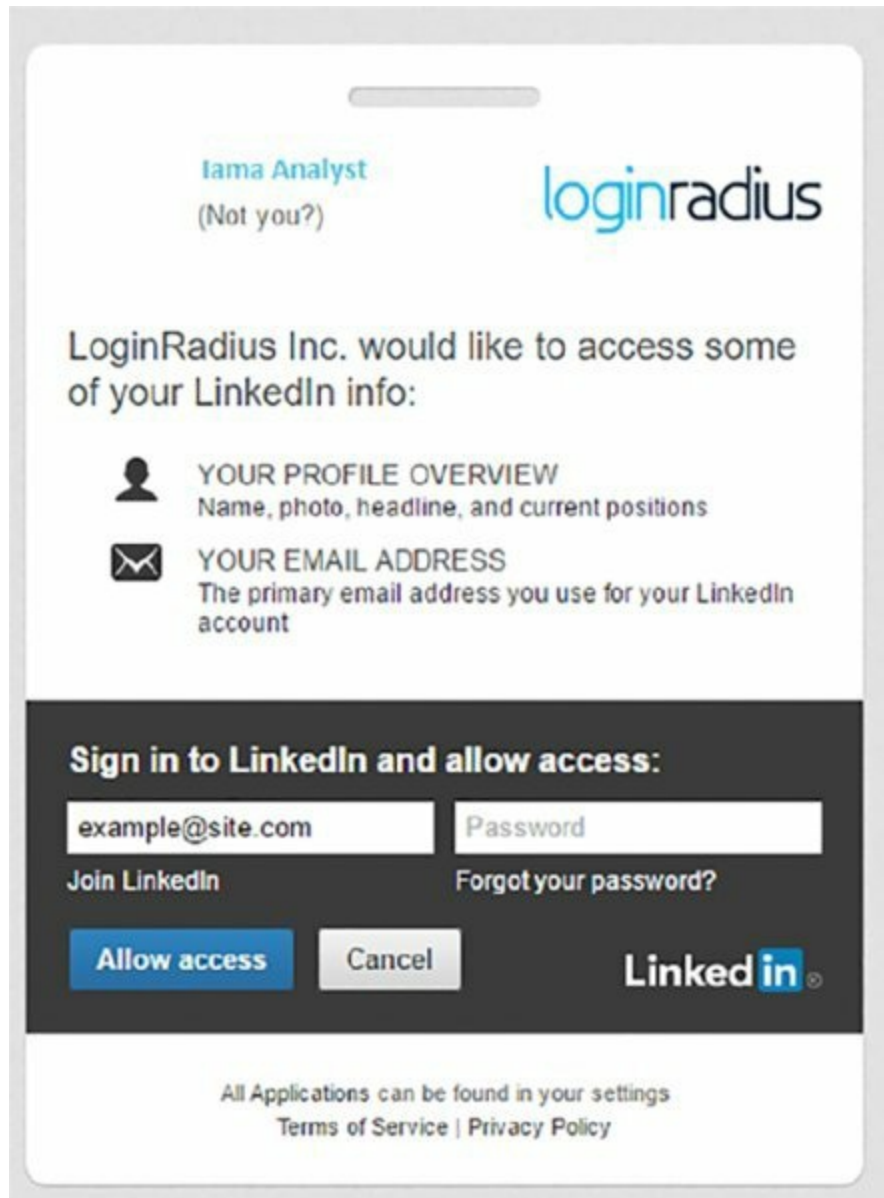 Iama Analyst
(Not you?)
loginradius
LoginRadius Inc. would like to access some
of your LinkedIn info:
YOUR PROFILE OVERVIEW
Name, photo, headline, and current positions
YOUR EMAIL ADDRESS
The primary email address you use for your LinkedIn
account
Sign in to LinkedIn and allow access:
example@site.com Password
Join LinkedIn Forgot your password?
Allow access Cancel Linked in ®
All Applications can be found in your settings
Terms of Service | Privacy Policy